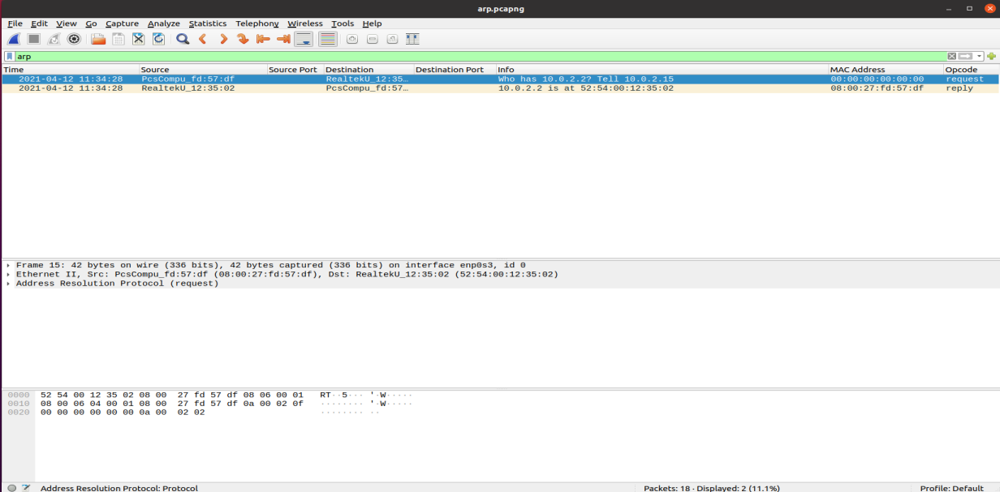 arp.pcapng
File Edit View Go Capture Analyze Statistics Telephony Wireless Tools Help
arp
Time Source Source Port Destination Destination Port Info MAC Address Opcode
2021-04-12 11:34:28 PcsCompu_fd:57:df RealtekU_12:35… Who has 10.0.2.2? Tell 10.0.2.15 00:00:00:00:00:00 request
2021-04-12 11:34:28 RealtekU_12:35:02 PcsCompu_fd:57… 10.0.2.2 is at 52:54:00:12:35:02 08:00:27:fd:57:df reply
Frame 15: 42 bytes on wire (336 bits), 42 bytes captured (336 bits) on interface enp0s3, id 0
Ethernet II, Src: PcsCompu_fd:57:df (08:00:27:fd:57:df), Dst: RealtekU_12:35:02 (52:54:00:12:35:02)
Address Resolution Protocol (request)
0000 52 54 00 12 35 02 08 00 27 fd 57 df 08 06 00 01 RT··5··· '·W·····
0010 08 00 06 04 00 01 08 00 27 fd 57 df 0a 00 02 0f ········ '·W·····
0020 00 00 00 00 00 00 0a 00 02 02 ········ ··
Address Resolution Protocol: Protocol Packets: 18 · Displayed: 2 (11.1%) Profile: Default